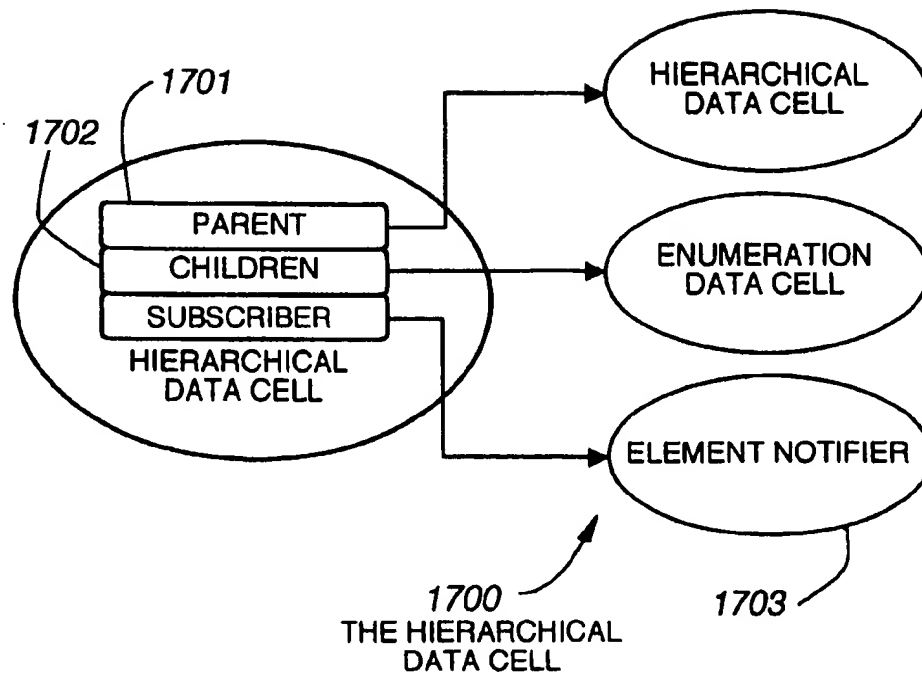 1701
1702
PARENT
CHILDREN
SUBSCRIBER
HIERARCHICAL
DATA CELL
HIERARCHICAL
DATA CELL
ENUMERATION
DATA CELL
ELEMENT NOTIFIER
1700
THE HIERARCHICAL
DATA CELL
1703